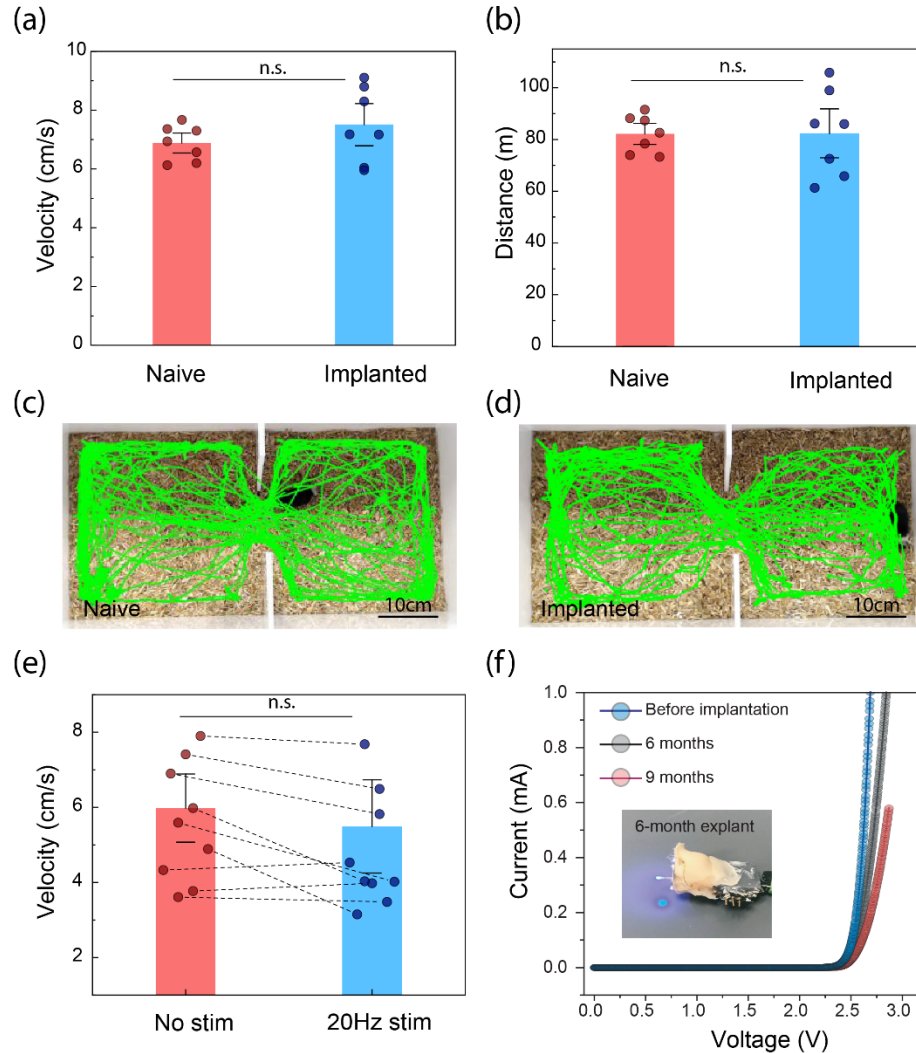 (a)
n.s.
Velocity (cm/s)
10
8
6
4
2
0
Naive
Implanted
(b)
n.s.
Distance (m)
100
80
60
40
20
0
Naive
Implanted
(c)
Naive
10cm
(d)
Implanted
10cm
(e)
n.s.
Velocity (cm/s)
8
6
4
2
No stim
20Hz stim
(f)
Before implantation
6 months
9 months
6-month explant
Current (mA)
1.0
0.8
0.6
0.4
0.2
0.0
0.0 0.5 1.0 1.5 2.0 2.5 3.0
Voltage (V)